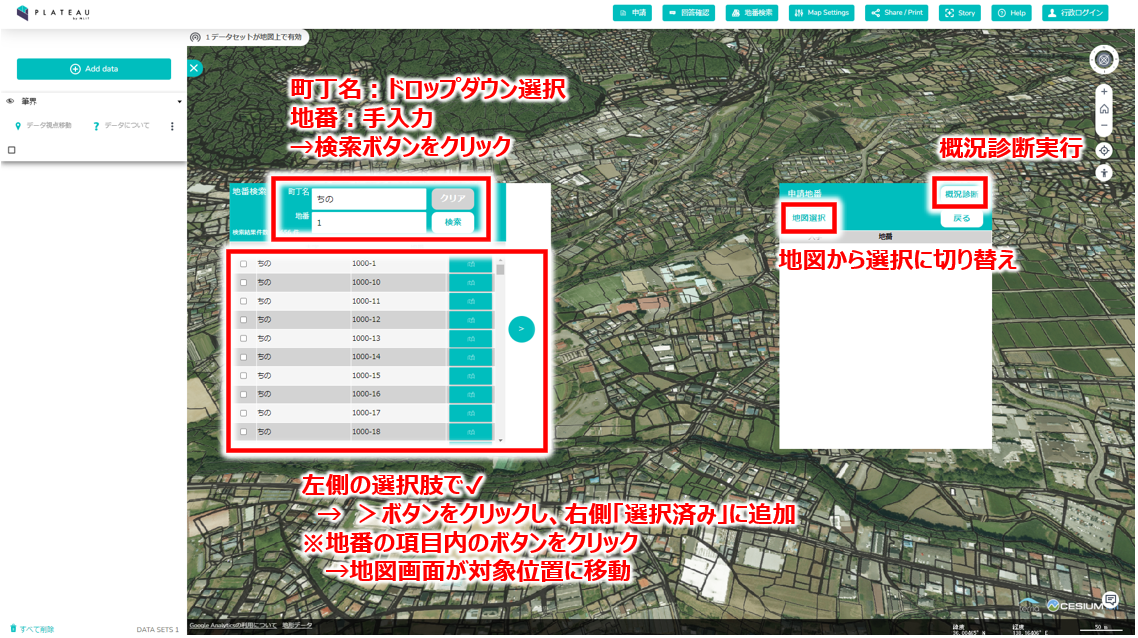 PLATEAU
by MLIT
申請
回答確認
地番検索
Map Settings
Share / Print
Story
Help
行政ログイン
1 データセットが地図上で有効
Add data
筆界
データ視点移動
データについて
町丁名：ドロップダウン選択
地番：手入力
→検索ボタンをクリック
概況診断実行
地番検索
町丁名
ちの
クリア
地番
1
検索
検索結果件数
申請地番
概況診断
地図選択
戻る
地番
地図から選択に切り替え
ちの 1000-1
ちの 1000-10
ちの 1000-11
ちの 1000-12
ちの 1000-13
ちの 1000-14
ちの 1000-15
ちの 1000-16
ちの 1000-17
ちの 1000-18
>
左側の選択肢で✓
→ ＞ボタンをクリックし、右側「選択済み」に追加
※地番の項目内のボタンをクリック
→地図画面が対象位置に移動
すべて削除
DATA SETS 1
Google Analyticsの利用について
地形データ
CESIUM
緯度
経度
50 m